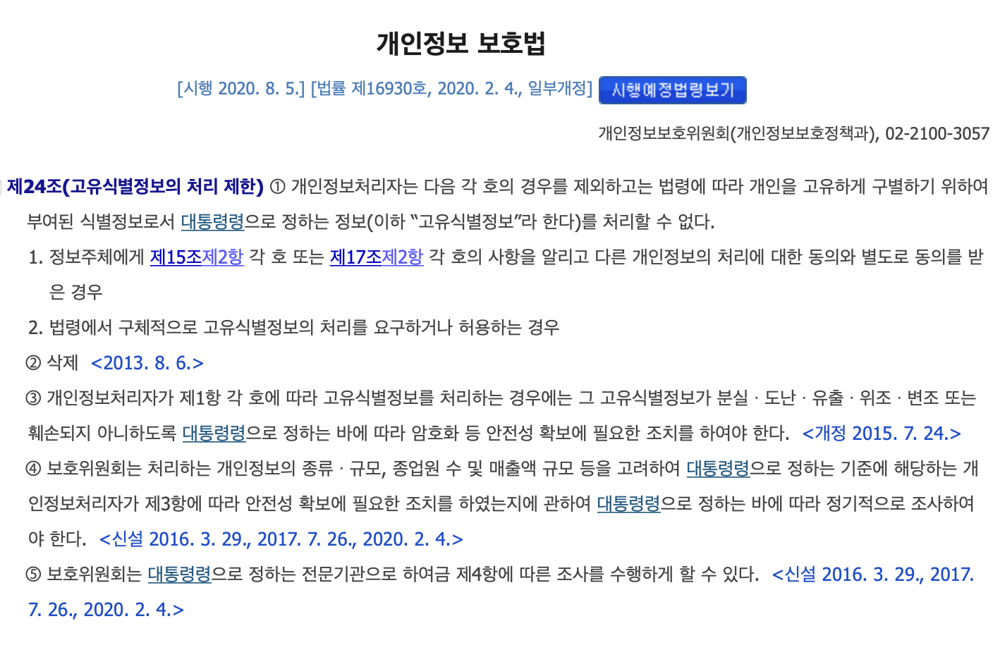 개인정보 보호법
[시행 2020. 8. 5.] [법률 제16930호, 2020. 2. 4., 일부개정] 시행예정법령보기
개인정보보호위원회(개인정보보호정책과), 02-2100-3057
제24조(고유식별정보의 처리 제한) ① 개인정보처리자는 다음 각 호의 경우를 제외하고는 법령에 따라 개인을 고유하게 구별하기 위하여
부여된 식별정보로서 대통령령으로 정하는 정보(이하 “고유식별정보”라 한다)를 처리할 수 없다.
1. 정보주체에게 제15조제2항 각 호 또는 제17조제2항 각 호의 사항을 알리고 다른 개인정보의 처리에 대한 동의와 별도로 동의를 받
은 경우
2. 법령에서 구체적으로 고유식별정보의 처리를 요구하거나 허용하는 경우
② 삭제 <2013. 8. 6.>
③ 개인정보처리자가 제1항 각 호에 따라 고유식별정보를 처리하는 경우에는 그 고유식별정보가 분실ㆍ도난ㆍ유출ㆍ위조ㆍ변조 또는
훼손되지 아니하도록 대통령령으로 정하는 바에 따라 암호화 등 안전성 확보에 필요한 조치를 하여야 한다. <개정 2015. 7. 24.>
④ 보호위원회는 처리하는 개인정보의 종류ㆍ규모, 종업원 수 및 매출액 규모 등을 고려하여 대통령령으로 정하는 기준에 해당하는 개
인정보처리자가 제3항에 따라 안전성 확보에 필요한 조치를 하였는지에 관하여 대통령령으로 정하는 바에 따라 정기적으로 조사하여
야 한다. <신설 2016. 3. 29., 2017. 7. 26., 2020. 2. 4.>
⑤ 보호위원회는 대통령령으로 정하는 전문기관으로 하여금 제4항에 따른 조사를 수행하게 할 수 있다. <신설 2016. 3. 29., 2017.
7. 26., 2020. 2. 4.>